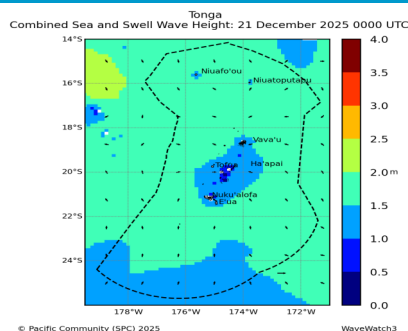 Tonga
Combined Sea and Swell Wave Height: 21 December 2025 0000 UTC
14°S
16°S
18°S
20°S
22°S
24°S
178°W
176°W
174°W
172°W
Niuafo'ou
Niuatoputapu
Vava'u
Tofua
Ha'apai
Nuku'alofa
E'ua
4.0
3.5
3.0
2.5
2.0
m
1.5
1.0
0.5
0.0
© Pacific Community (SPC) 2025
WaveWatch3